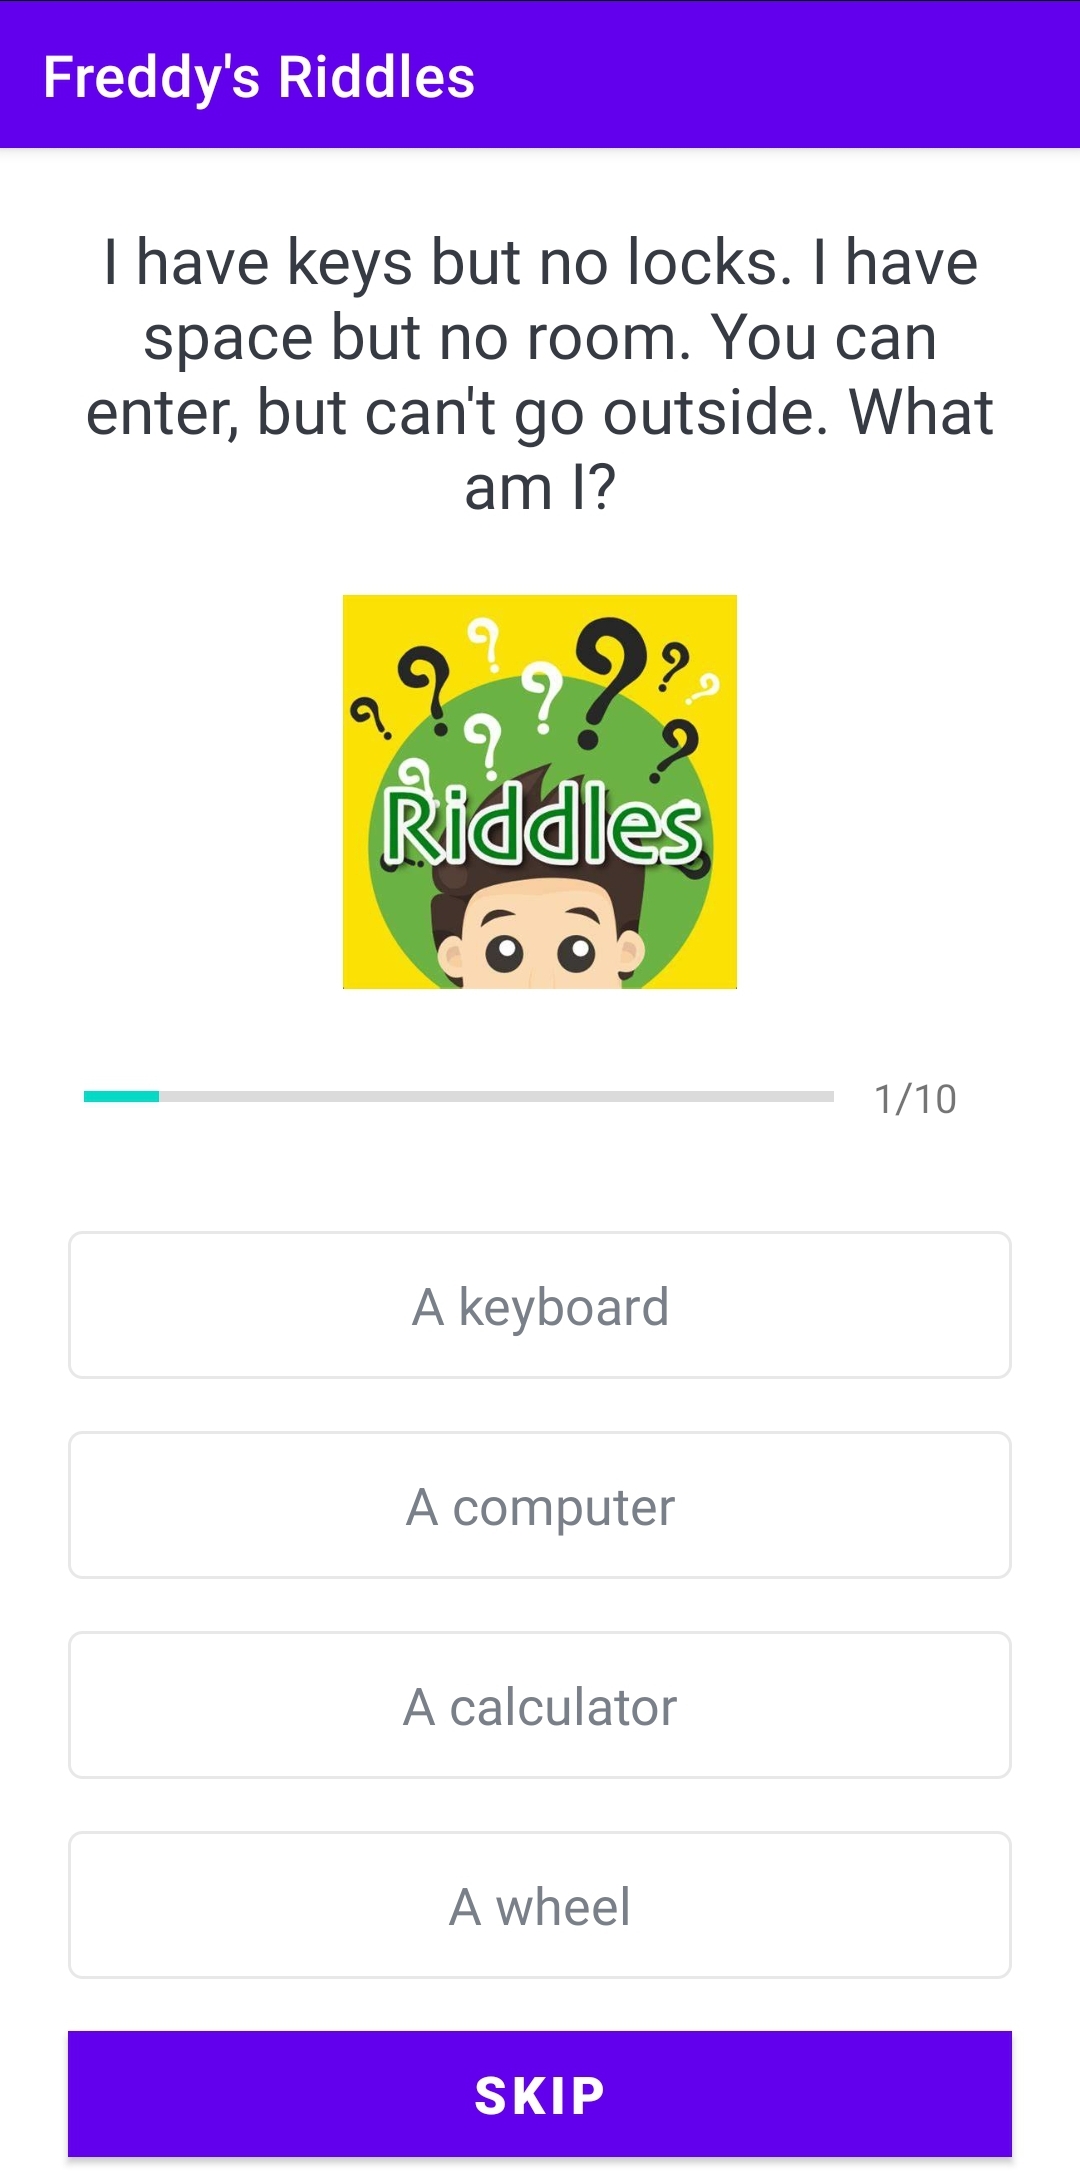 Freddy's Riddles
I have keys but no locks. I have
space but no room. You can
enter, but can't go outside. What
am I?
Riddles
1/10
A keyboard
A computer
A calculator
A wheel
SKIP